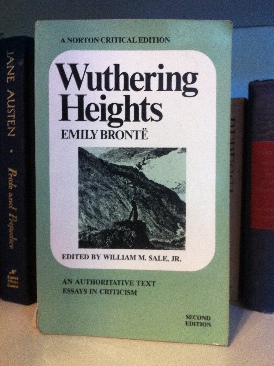 A NORTON CRITICAL EDITION
Wuthering
Heights
EMILY BRONTË
EDITED BY WILLIAM M. SALE, JR.
AN AUTHORITATIVE TEXT
ESSAYS IN CRITICISM
SECOND
EDITION
JANE AUSTEN
Pride and Prejudice